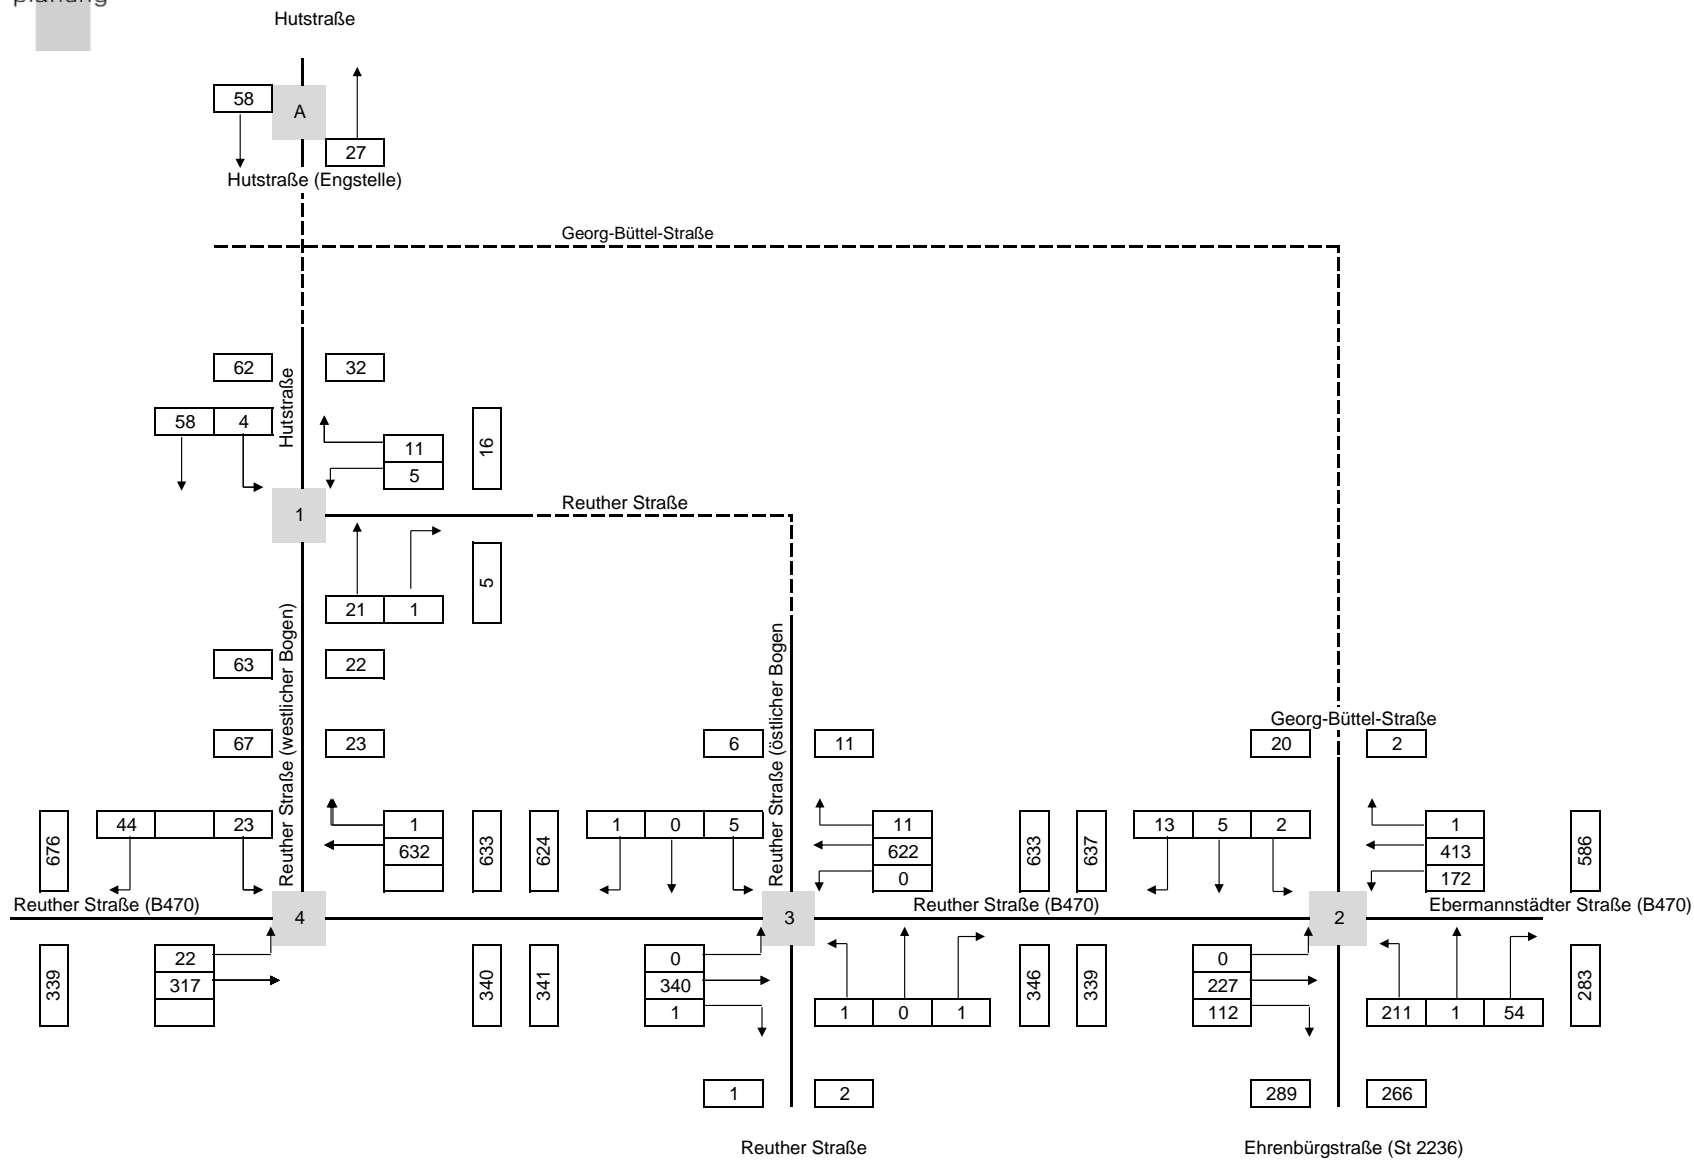 planung
Hutstraße
58
A
27
Hutstraße (Engstelle)
Georg-Büttel-Straße
62
32
Hutstraße
58 4
11
5
16
1
Reuther Straße
5
21 1
Reuther Straße (westlicher Bogen)
63
22
Reuther Straße (östlicher Bogen
Georg-Büttel-Straße
67
23
6
11
20
2
676
44 23
1
632
633
624
1 0 5
11
622
0
633
637
13 5 2
1
413
172
586
Reuther Straße (B470)
4
3
Reuther Straße (B470)
2
Ebermannstädter Straße (B470)
339
22
317
340
341
0
340
1
1 0 1
346
339
0
227
112
211 1 54
283
1
2
289
266
Reuther Straße
Ehrenbürgstraße (St 2236)